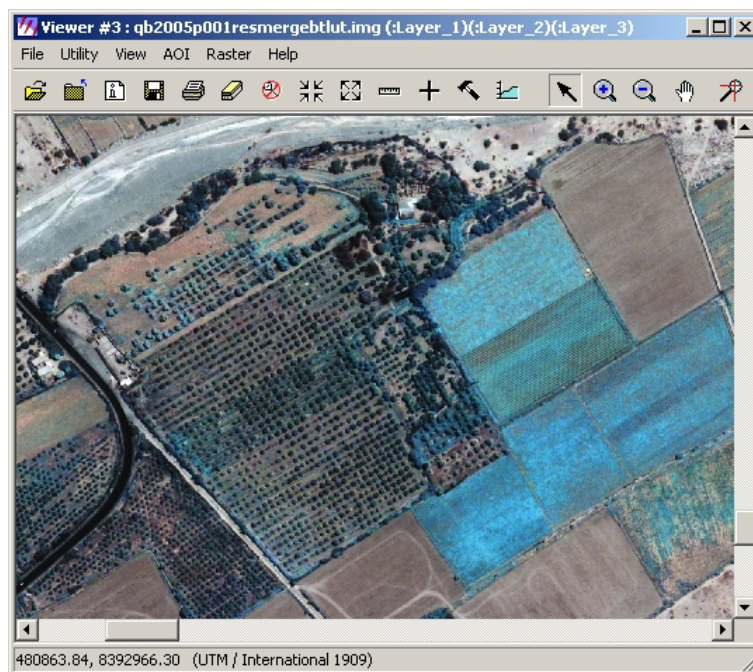 Viewer #3 : qb2005p001resmergebtlut.img (:Layer_1)(:Layer_2)(:Layer_3)
File Utility View AOI Raster Help
480863.84, 8392966.30 (UTM / International 1909)